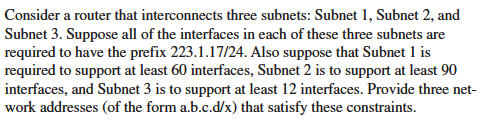 Consider a router that interconnects three subnets: Subnet 1, Subnet 2, and
Subnet 3. Suppose all of the interfaces in each of these three subnets are
required to have the prefix 223.1.17/24. Also suppose that Subnet 1 is
required to support at least 60 interfaces, Subnet 2 is to support at least 90
interfaces, and Subnet 3 is to support at least 12 interfaces. Provide three net-
work addresses (of the form a.b.c.d/x) that satisfy these constraints.